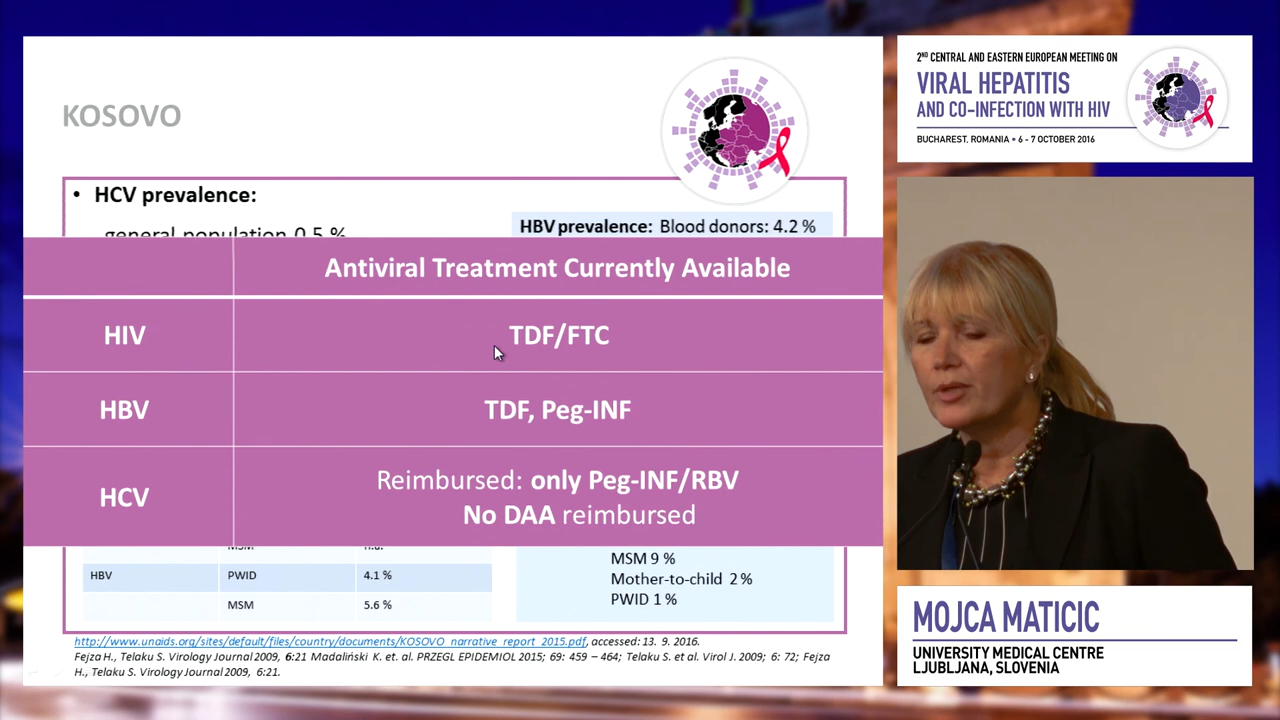 KOSOVO
• HCV prevalence:
general population 0.5 %
HBV prevalence: Blood donors: 4.2 %
Antiviral Treatment Currently Available
HIV
TDF/FTC
HBV
TDF, Peg-INF
HCV
Reimbursed: only Peg-INF/RBV
No DAA reimbursed
MSM n.a.
HBV PWID 4.1 %
MSM 5.6 %
MSM 9 %
Mother-to-child 2 %
PWID 1 %
http://www.unaids.org/sites/default/files/country/documents/KOSOVO_narrative_report_2015.pdf, accessed: 13. 9. 2016.
Fejza H., Telaku S. Virology Journal 2009, 6:21 Madaliński K. et. al. PRZEGL EPIDEMIOL 2015; 69: 459 – 464; Telaku S. et al. Virol J. 2009; 6: 72; Fejza
H., Telaku S. Virology Journal 2009, 6:21.
2ND CENTRAL AND EASTERN EUROPEAN MEETING ON
VIRAL HEPATITIS
AND CO-INFECTION WITH HIV
BUCHAREST, ROMANIA • 6 - 7 OCTOBER 2016
MOJCA MATICIC
UNIVERSITY MEDICAL CENTRE
LJUBLJANA, SLOVENIA